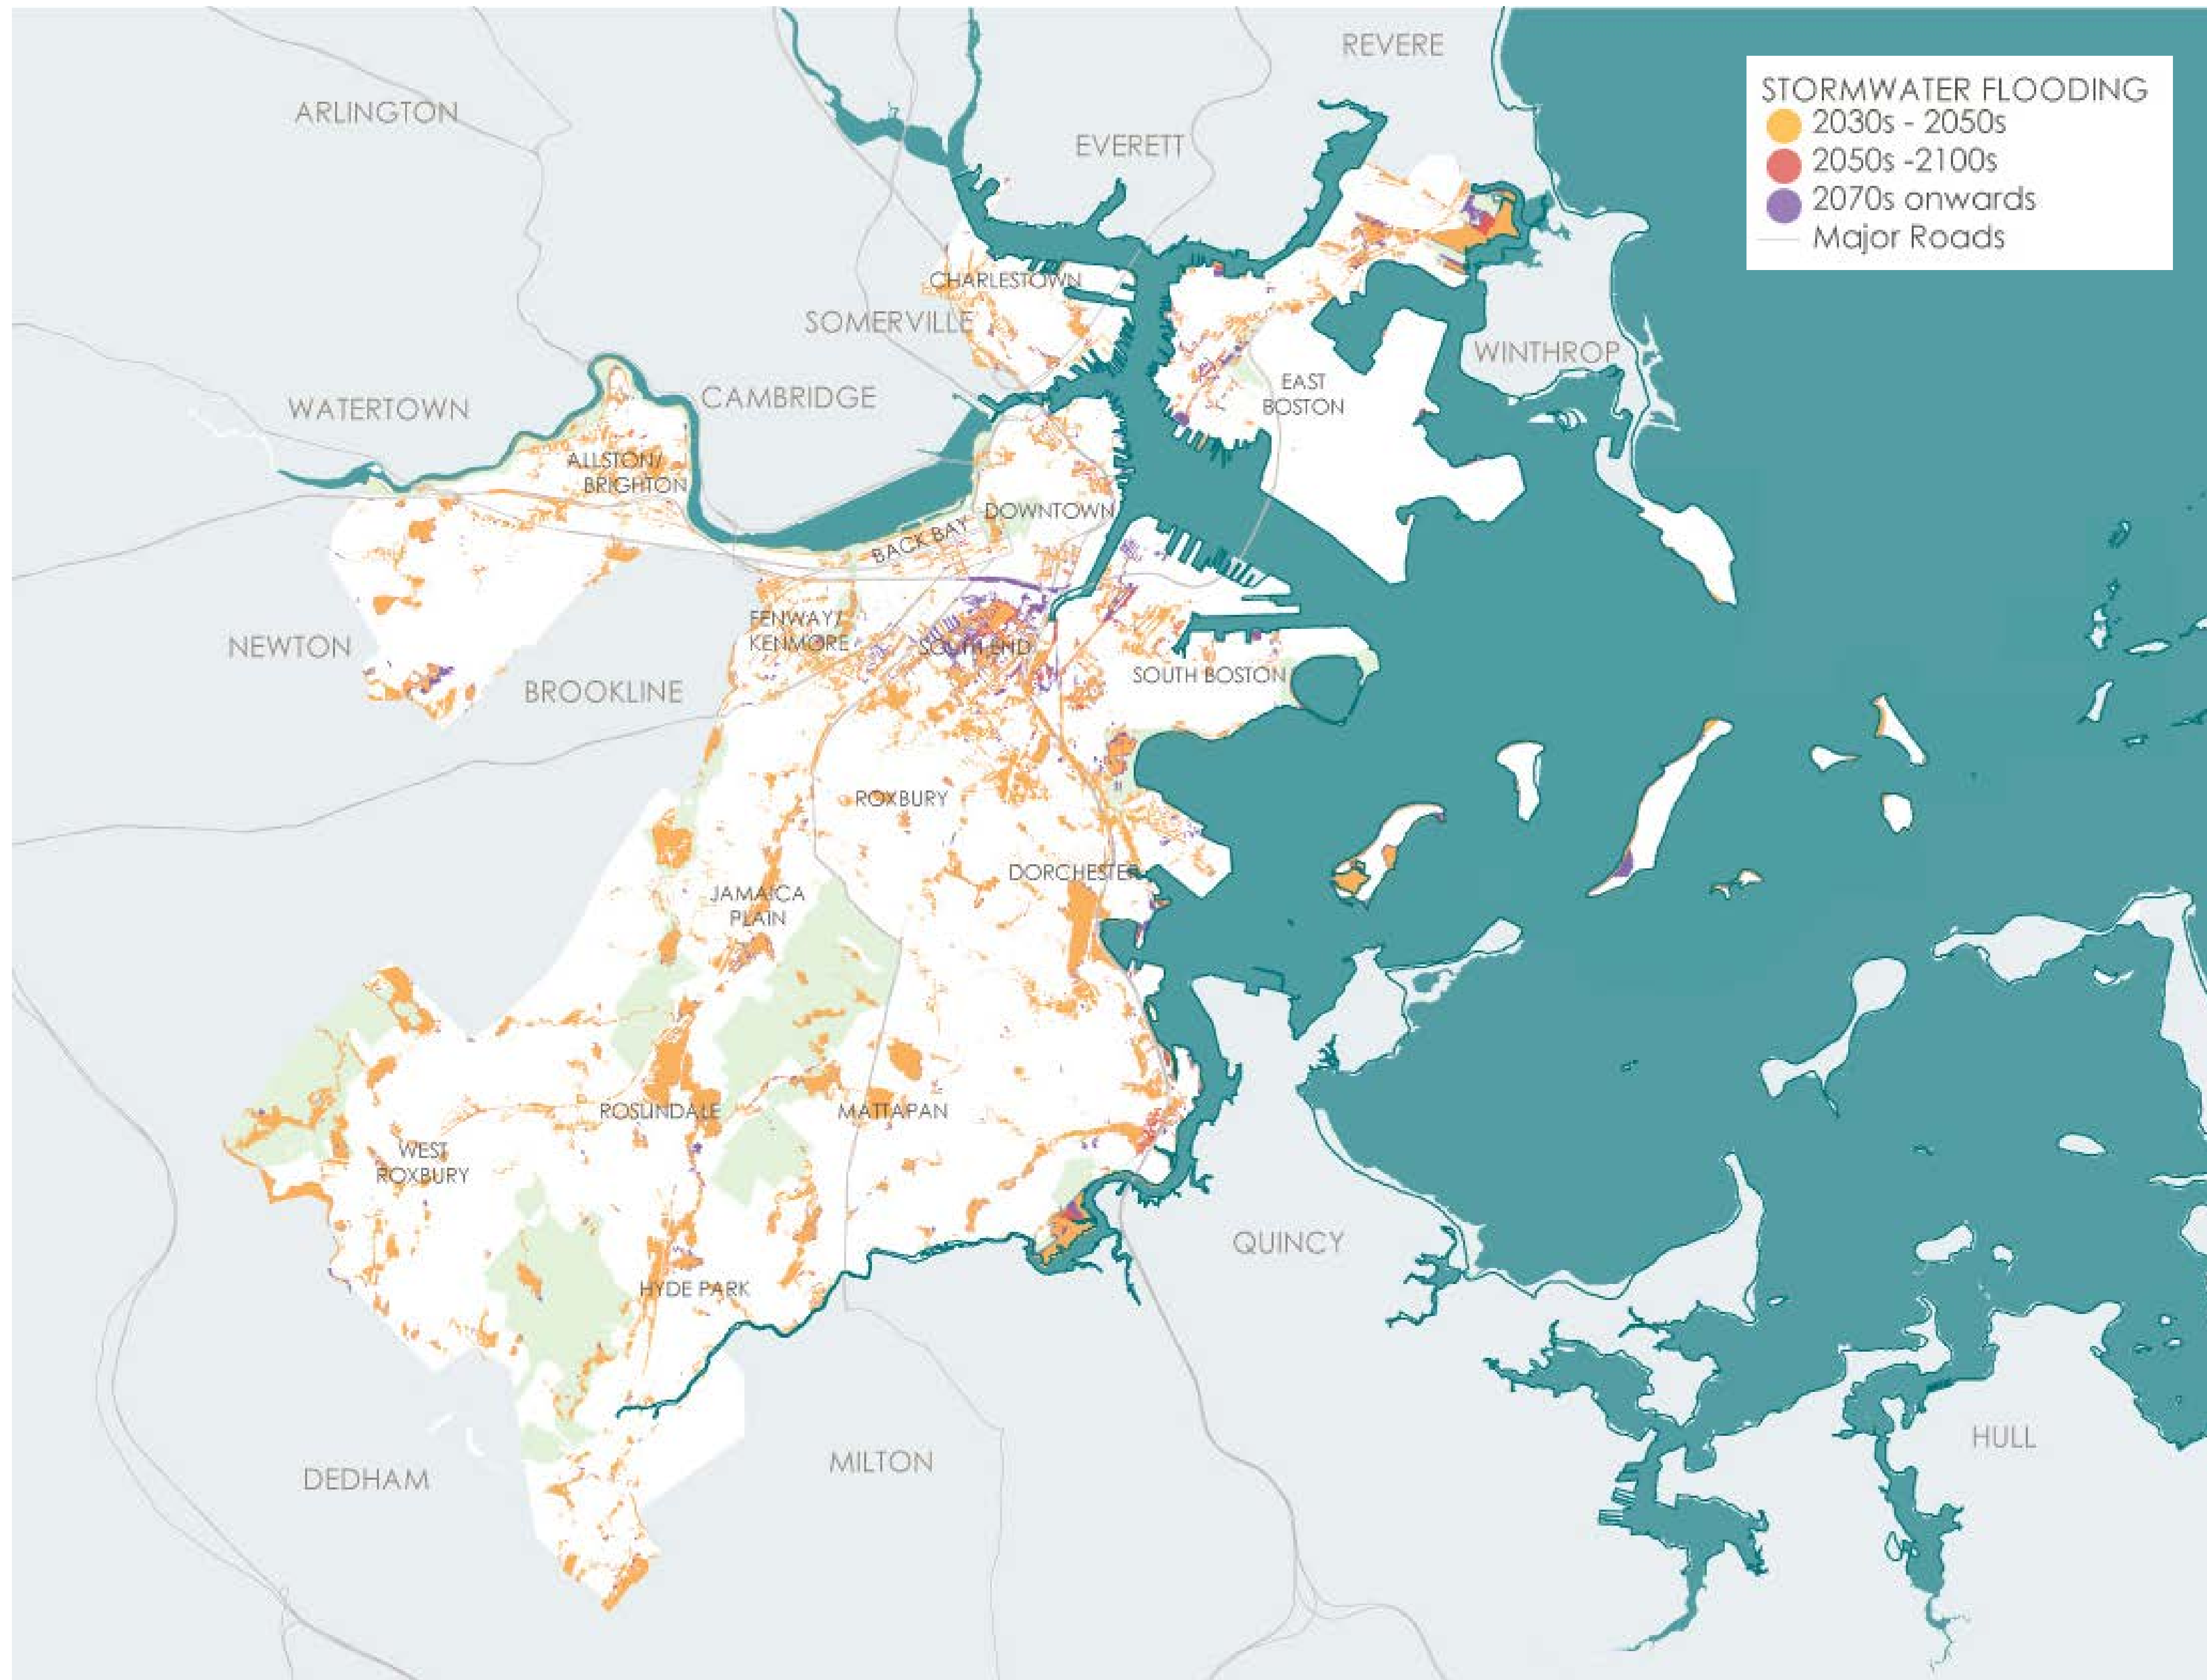 REVERE
STORMWATER FLOODING
2030s - 2050s
2050s -2100s
2070s onwards
Major Roads
ARLINGTON
EVERETT
CHARLESTOWN
SOMERVILLE
WINTHROP
EAST
BOSTON
CAMBRIDGE
WATERTOWN
ALLSTON/
BRIGHTON
DOWNTOWN
BACK BAY
FENWAY/
KENMORE
SOUTH END
NEWTON
BROOKLINE
SOUTH BOSTON
ROXBURY
DORCHESTER
JAMAICA
PLAIN
ROSLINDALE
MATTAPAN
WEST
ROXBURY
QUINCY
HYDE PARK
HULL
MILTON
DEDHAM